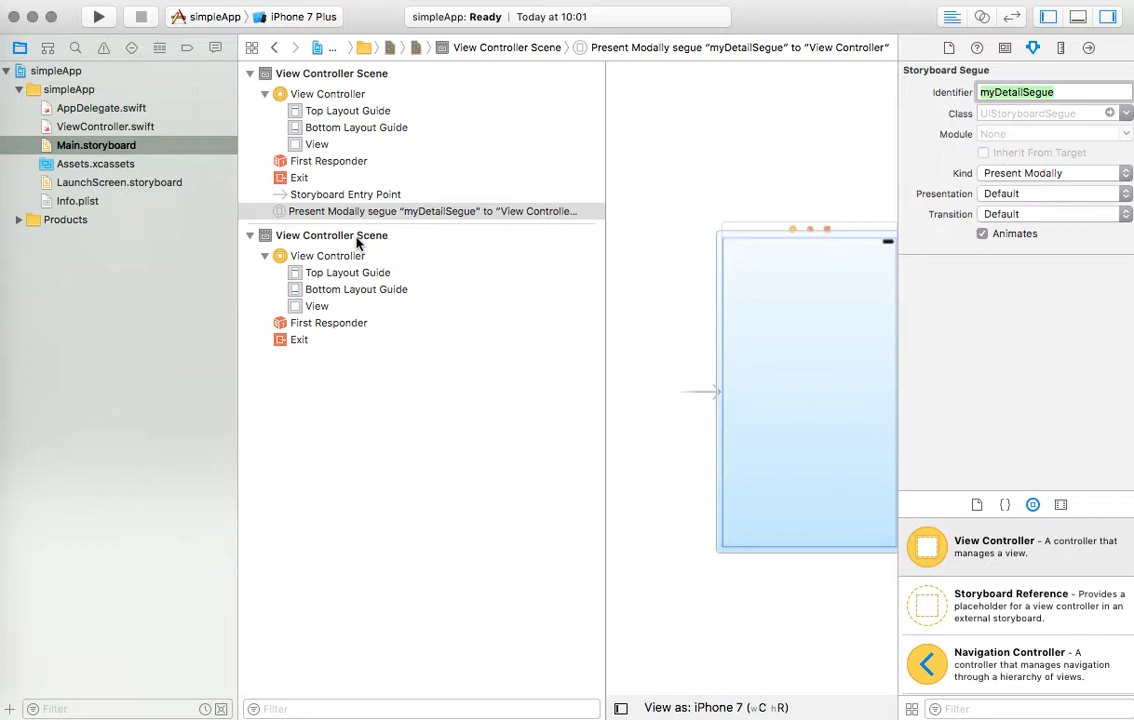 simpleApp
iPhone 7 Plus
simpleApp: Ready
Today at 10:01
...
View Controller Scene
Present Modally segue “myDetailSegue” to “View Controller”
simpleApp
simpleApp
AppDelegate.swift
ViewController.swift
Main.storyboard
Assets.xcassets
LaunchScreen.storyboard
Info.plist
Products
View Controller Scene
View Controller
Top Layout Guide
Bottom Layout Guide
View
First Responder
Exit
Storyboard Entry Point
Present Modally segue “myDetailSegue” to “View Controlle...
View Controller Scene
View Controller
Top Layout Guide
Bottom Layout Guide
View
First Responder
Exit
Storyboard Segue
Identifier myDetailSegue
Class UIStoryboardSegue
Module None
Inherit From Target
Kind Present Modally
Presentation Default
Transition Default
Animates
View Controller - A controller that
manages a view.
Storyboard Reference - Provides a
placeholder for a view controller in an
external storyboard.
Navigation Controller - A
controller that manages navigation
through a hierarchy of views.
Filter
Filter
View as: iPhone 7 (wC hR)
Filter